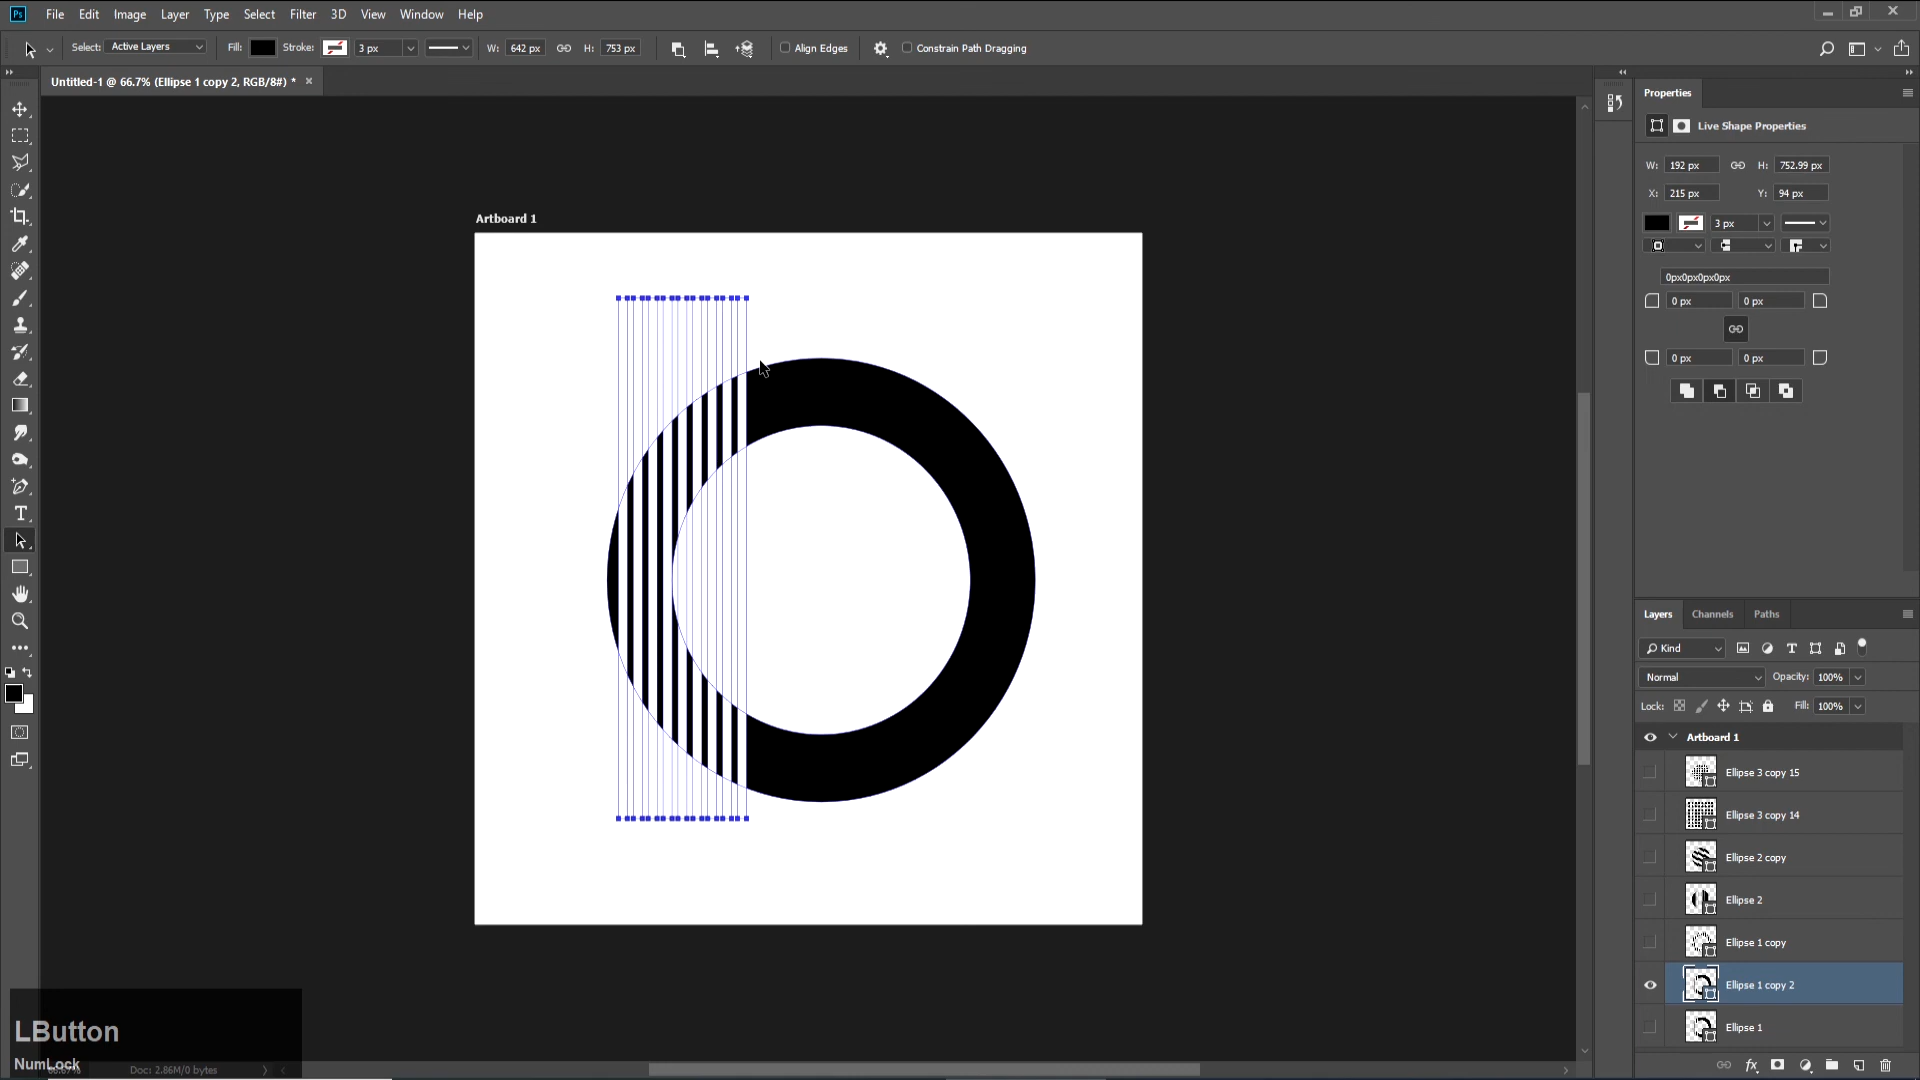 Ps File Edit Image Layer Type Select Filter 3D View Window Help
Select: Active Layers Fill: Stroke: 3 px W: 642 px H: 753 px Align Edges Constrain Path Dragging
Untitled-1 @ 66.7% (Ellipse 1 copy 2, RGB/8#) * ×
Properties
Live Shape Properties
W: 192 px H: 752.99 px
X: 215 px Y: 94 px
3 px
0px0px0px0px
0 px 0 px
0 px 0 px
Artboard 1
Layers Channels Paths
Kind
Normal Opacity: 100%
Lock: Fill: 100%
Artboard 1
Ellipse 3 copy 15
Ellipse 3 copy 14
Ellipse 2 copy
Ellipse 2
Ellipse 1 copy
Ellipse 1 copy 2
Ellipse 1
LButton
NumLock
66.67% Doc: 2.86M/0 bytes